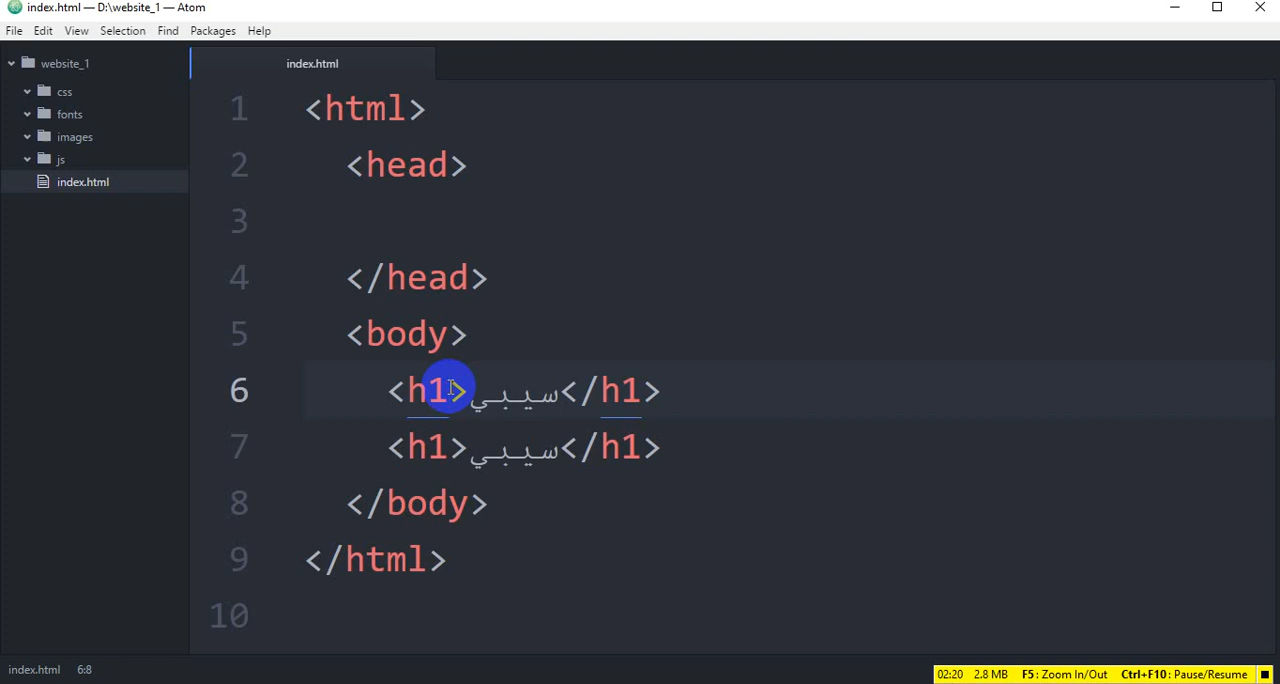 index.html — D:\website_1 — Atom
File Edit View Selection Find Packages Help
website_1
css
fonts
images
js
index.html
index.html
1 <html>
2 <head>
3
4 </head>
5 <body>
6 <h1>سيبي</h1>
7 <h1>سيبي</h1>
8 </body>
9 </html>
10
index.html 6:8
02:20 2.8 MB F5: Zoom In/Out Ctrl+F10: Pause/Resume